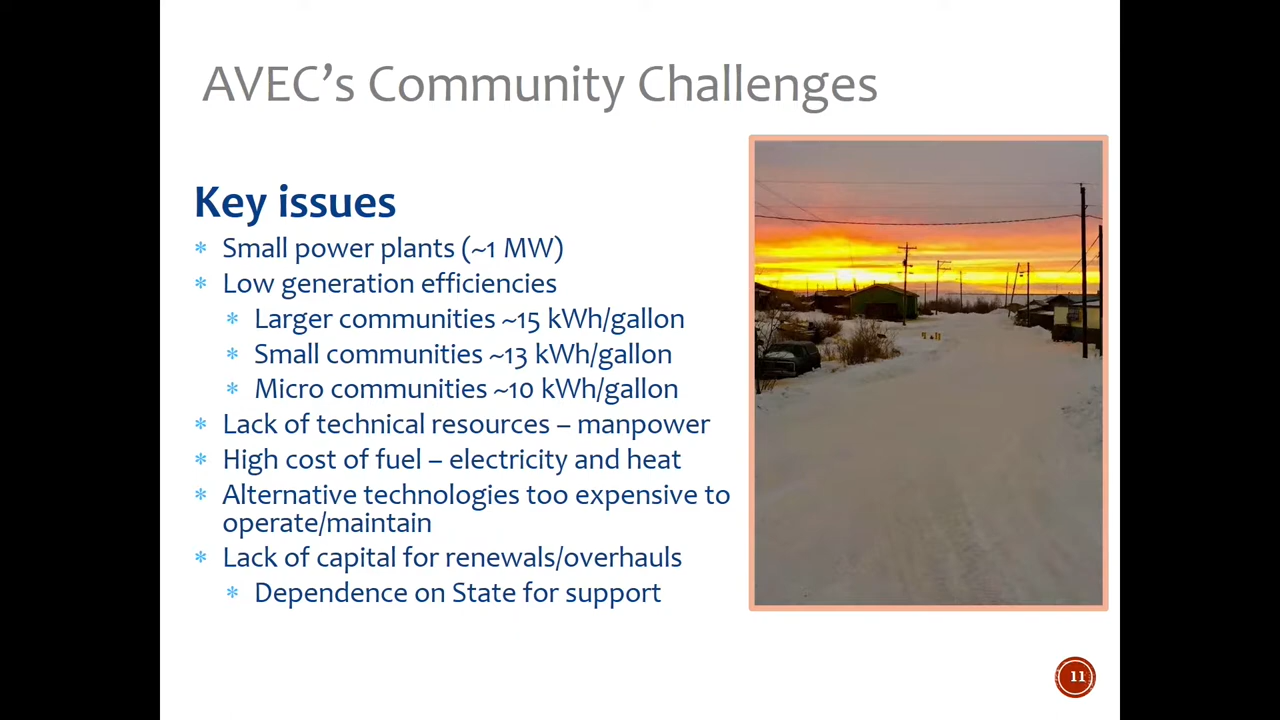 AVEC’s Community Challenges
Key issues
* Small power plants (~1 MW)
* Low generation efficiencies
* Larger communities ~15 kWh/gallon
* Small communities ~13 kWh/gallon
* Micro communities ~10 kWh/gallon
* Lack of technical resources – manpower
* High cost of fuel – electricity and heat
* Alternative technologies too expensive to
operate/maintain
* Lack of capital for renewals/overhauls
* Dependence on State for support
11